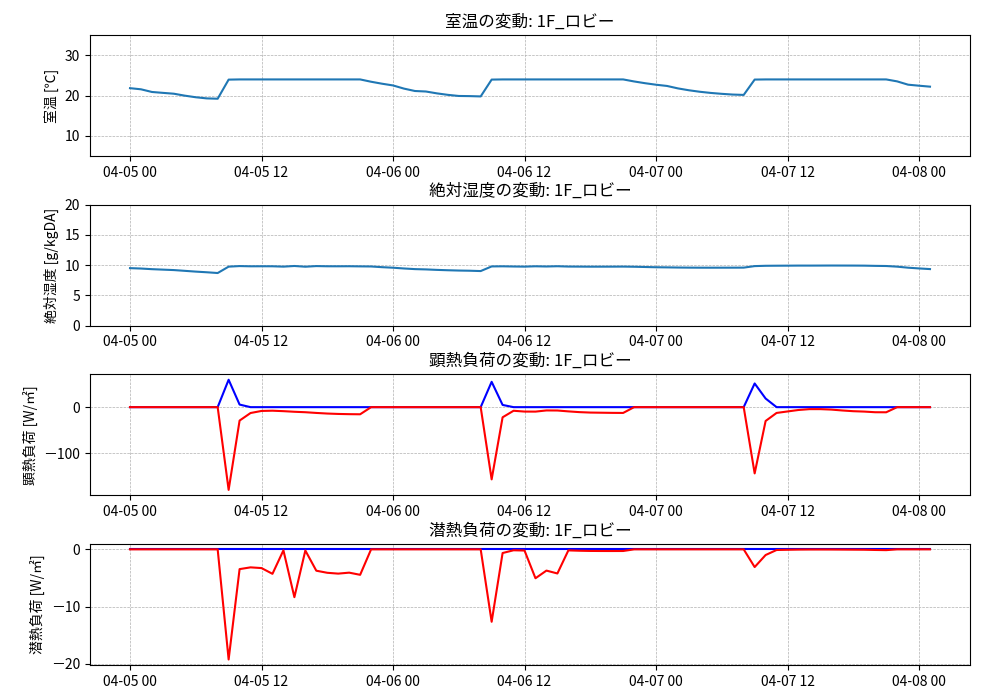 室温の変動: 1F_ロビー
室温 [℃]
30
20
10
04-05 00 04-05 12 04-06 00 04-06 12 04-07 00 04-07 12 04-08 00
絶対湿度の変動: 1F_ロビー
絶対湿度 [g/kgDA]
20
15
10
5
0
04-05 00 04-05 12 04-06 00 04-06 12 04-07 00 04-07 12 04-08 00
顕熱負荷の変動: 1F_ロビー
顕熱負荷 [W/㎡]
0
−100
04-05 00 04-05 12 04-06 00 04-06 12 04-07 00 04-07 12 04-08 00
潜熱負荷の変動: 1F_ロビー
潜熱負荷 [W/㎡]
0
−10
−20
04-05 00 04-05 12 04-06 00 04-06 12 04-07 00 04-07 12 04-08 00